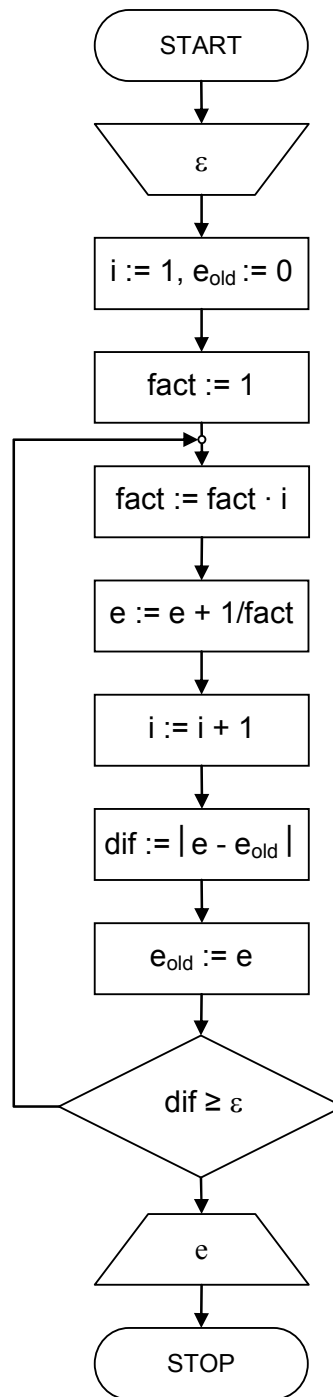 START
ε
i := 1, e_old := 0
fact := 1
fact := fact · i
e := e + 1/fact
i := i + 1
dif := | e - e_old |
e_old := e
dif ≥ ε
e
STOP